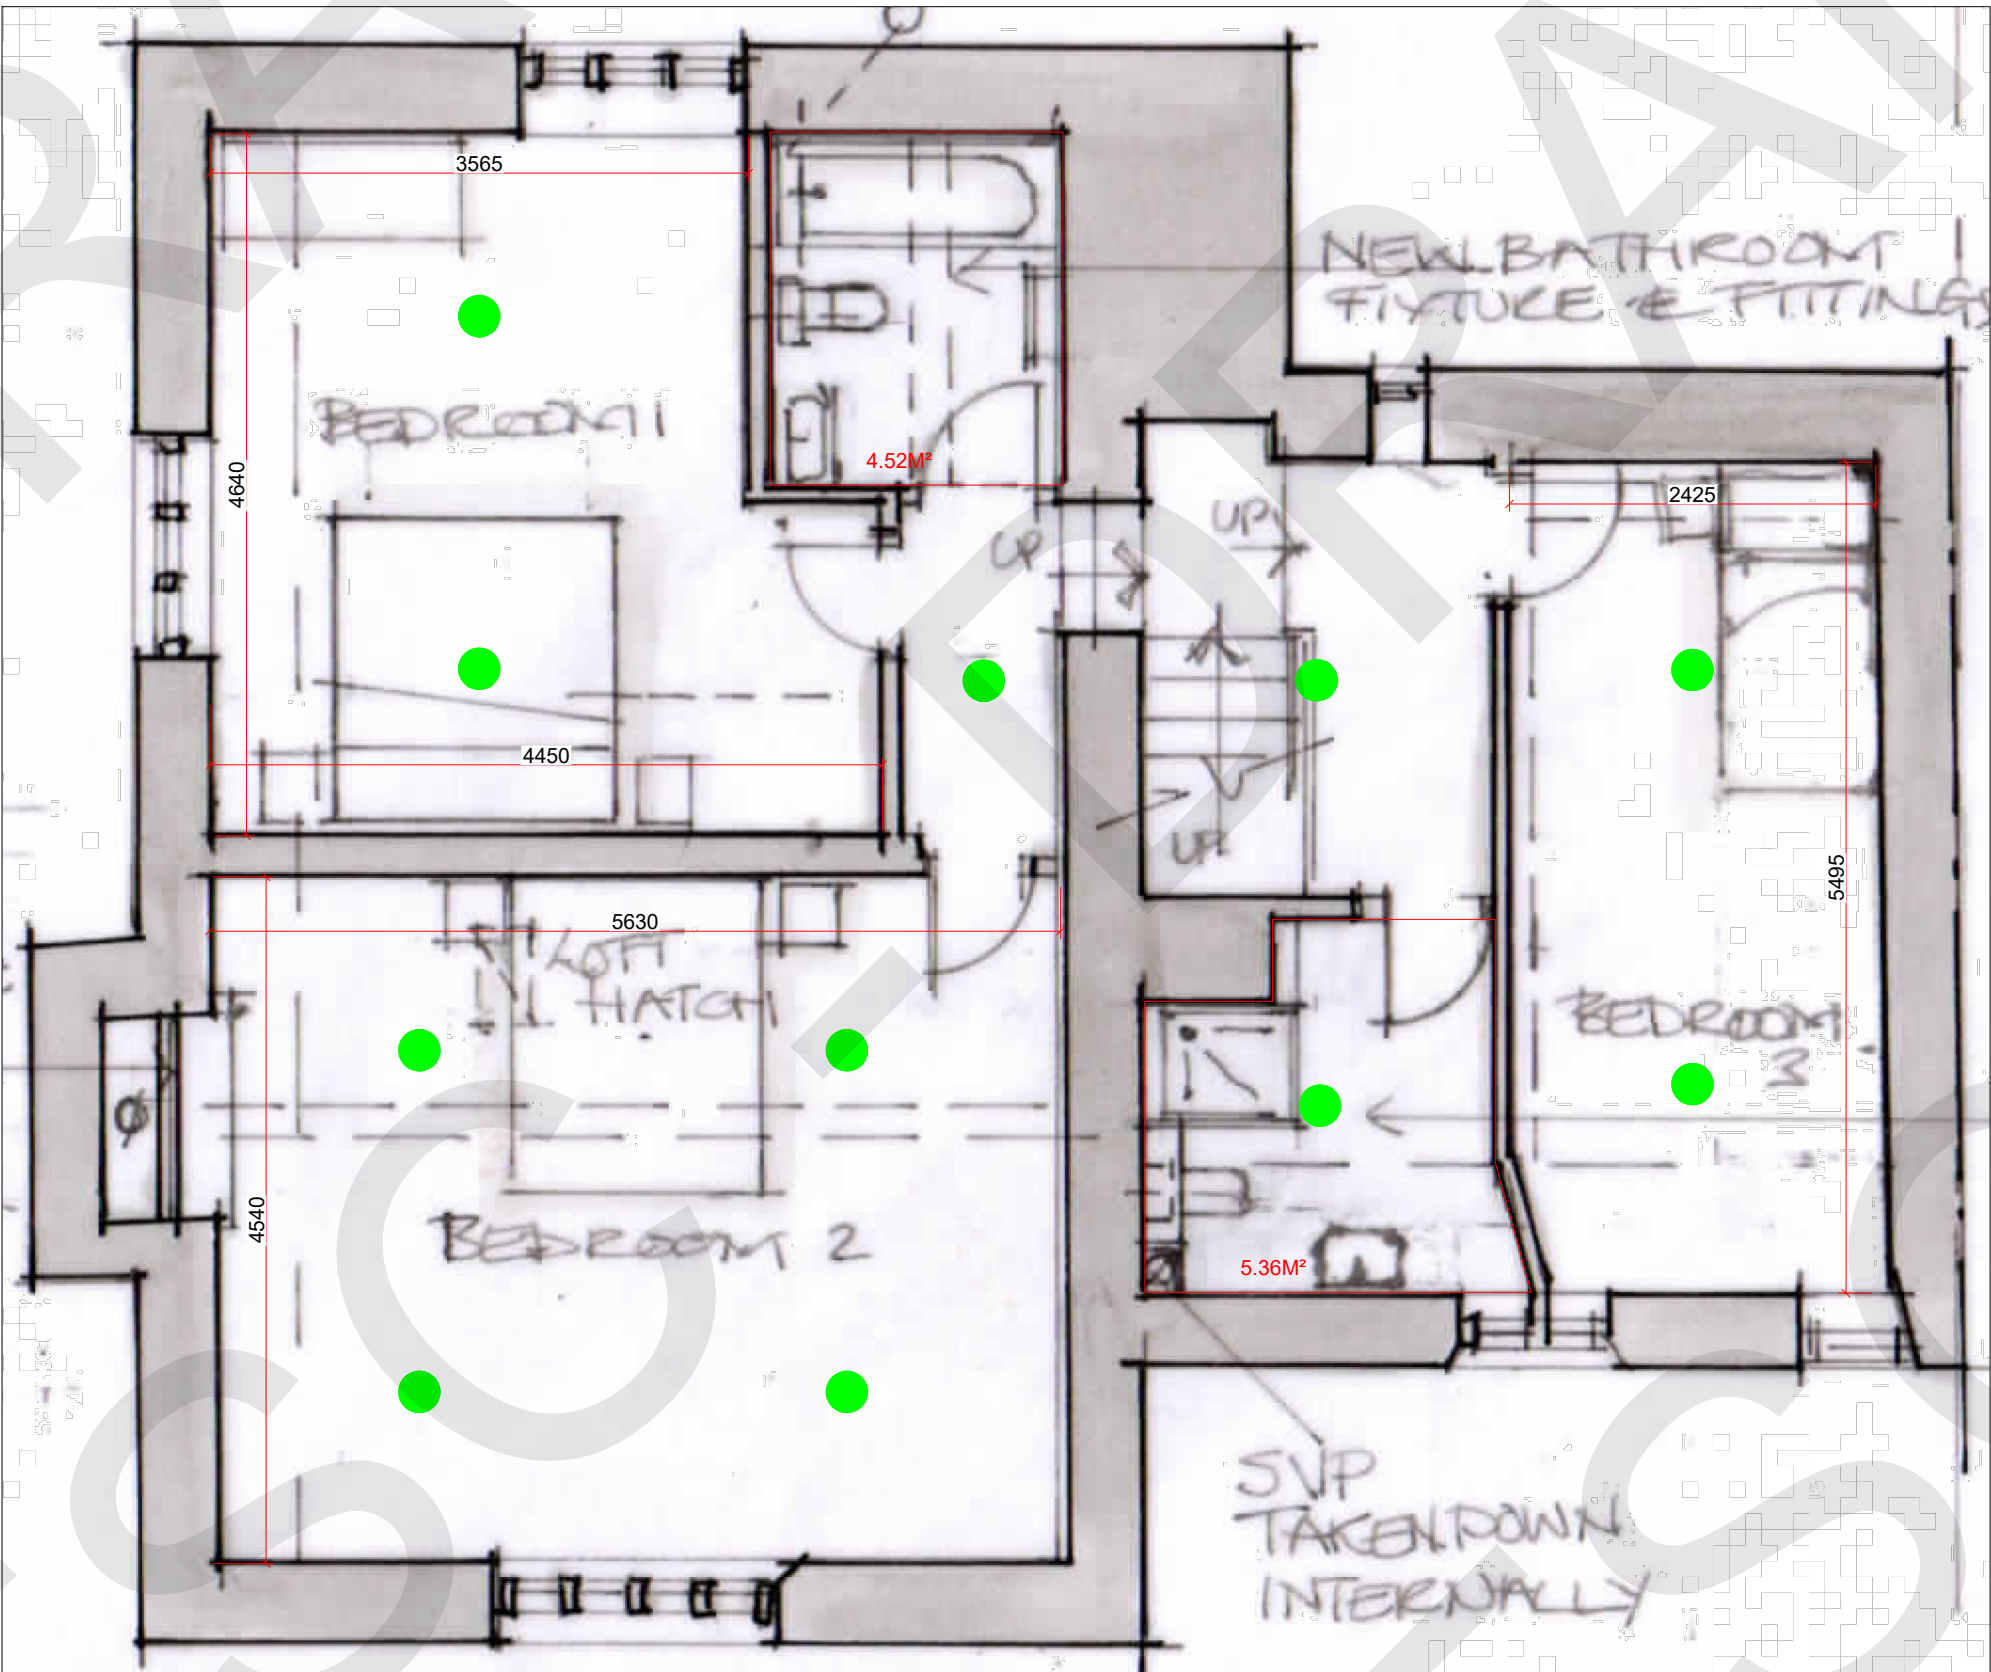 3565
NEW BATHROOM
FIXTURE & FITTINGS
BEDROOM 1
4.52M²
4640
2425
UP
UP
4450
5495
UP
5630
LOFT
HATCH
BEDROOM
3
4540
BEDROOM 2
5.36M²
SVP
TAKEN DOWN
INTERNALLY